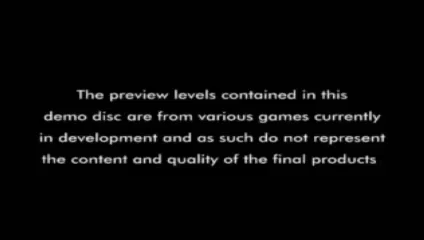 The preview levels contained in this
demo disc are from various games currently
in development and as such do not represent
the content and quality of the final products